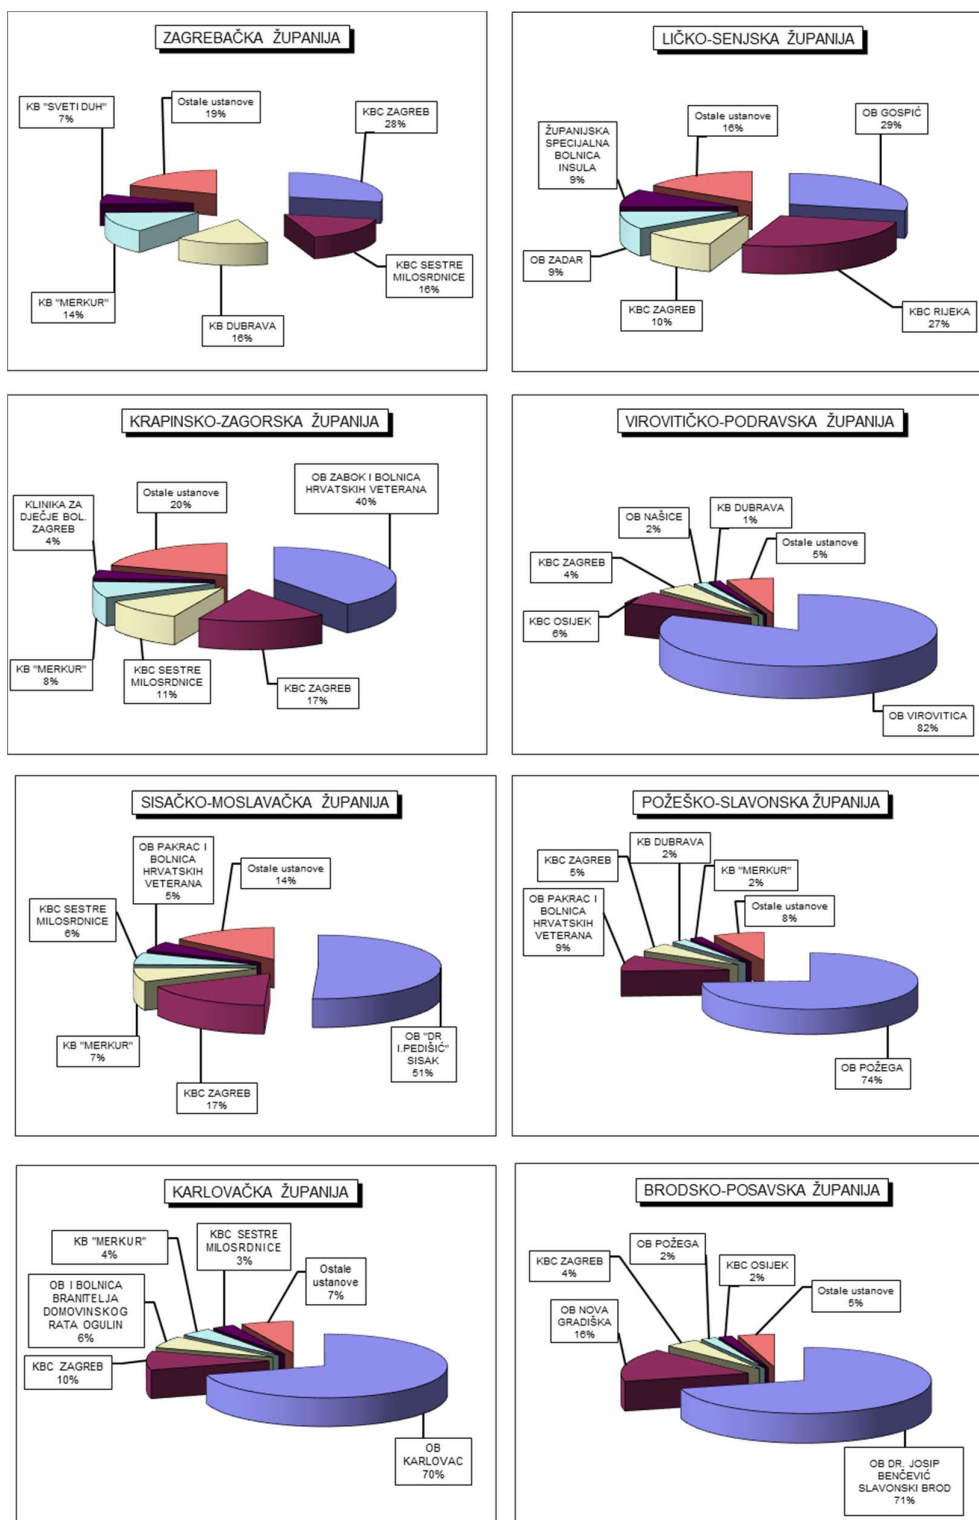 ZAGREBAČKA ŽUPANIJA
KB "SVETI DUH"
7%
Ostale ustanove
19%
KBC ZAGREB
28%
KB "MERKUR"
14%
KB DUBRAVA
16%
KBC SESTRE
MILOSRDNICE
16%
LIČKO-SENJSKA ŽUPANIJA
ŽUPANIJSKA
SPECIJALNA
BOLNICA
INSULA
9%
Ostale ustanove
16%
OB GOSPIĆ
29%
OB ZADAR
9%
KBC ZAGREB
10%
KBC RIJEKA
27%
KRAPINSKO-ZAGORSKA ŽUPANIJA
KLINIKA ZA
DJEČJE BOL.
ZAGREB
4%
Ostale ustanove
20%
OB ZABOK I BOLNICA
HRVATSKIH VETERANA
40%
KB "MERKUR"
8%
KBC SESTRE
MILOSRDNICE
11%
KBC ZAGREB
17%
VIROVITIČKO-PODRAVSKA ŽUPANIJA
OB NAŠICE
2%
KB DUBRAVA
1%
Ostale ustanove
5%
KBC ZAGREB
4%
KBC OSIJEK
6%
OB VIROVITICA
82%
SISAČKO-MOSLAVAČKA ŽUPANIJA
OB PAKRAC I
BOLNICA
HRVATSKIH
VETERANA
5%
Ostale ustanove
14%
KBC SESTRE
MILOSRDNICE
6%
KB "MERKUR"
7%
KBC ZAGREB
17%
OB "DR
I.PEDIŠIĆ"
SISAK
51%
POŽEŠKO-SLAVONSKA ŽUPANIJA
KBC ZAGREB
5%
KB DUBRAVA
2%
KB "MERKUR"
2%
Ostale ustanove
8%
OB PAKRAC I
BOLNICA
HRVATSKIH
VETERANA
9%
OB POŽEGA
74%
KARLOVAČKA ŽUPANIJA
KB "MERKUR"
4%
KBC SESTRE
MILOSRDNICE
3%
Ostale
ustanove
7%
OB I BOLNICA
BRANITELJA
DOMOVINSKOG
RATA OGULIN
6%
KBC ZAGREB
10%
OB
KARLOVAC
70%
BRODSKO-POSAVSKA ŽUPANIJA
KBC ZAGREB
4%
OB POŽEGA
2%
KBC OSIJEK
2%
Ostale ustanove
5%
OB NOVA
GRADIŠKA
16%
OB DR. JOSIP
BENČEVIĆ
SLAVONSKI BROD
71%